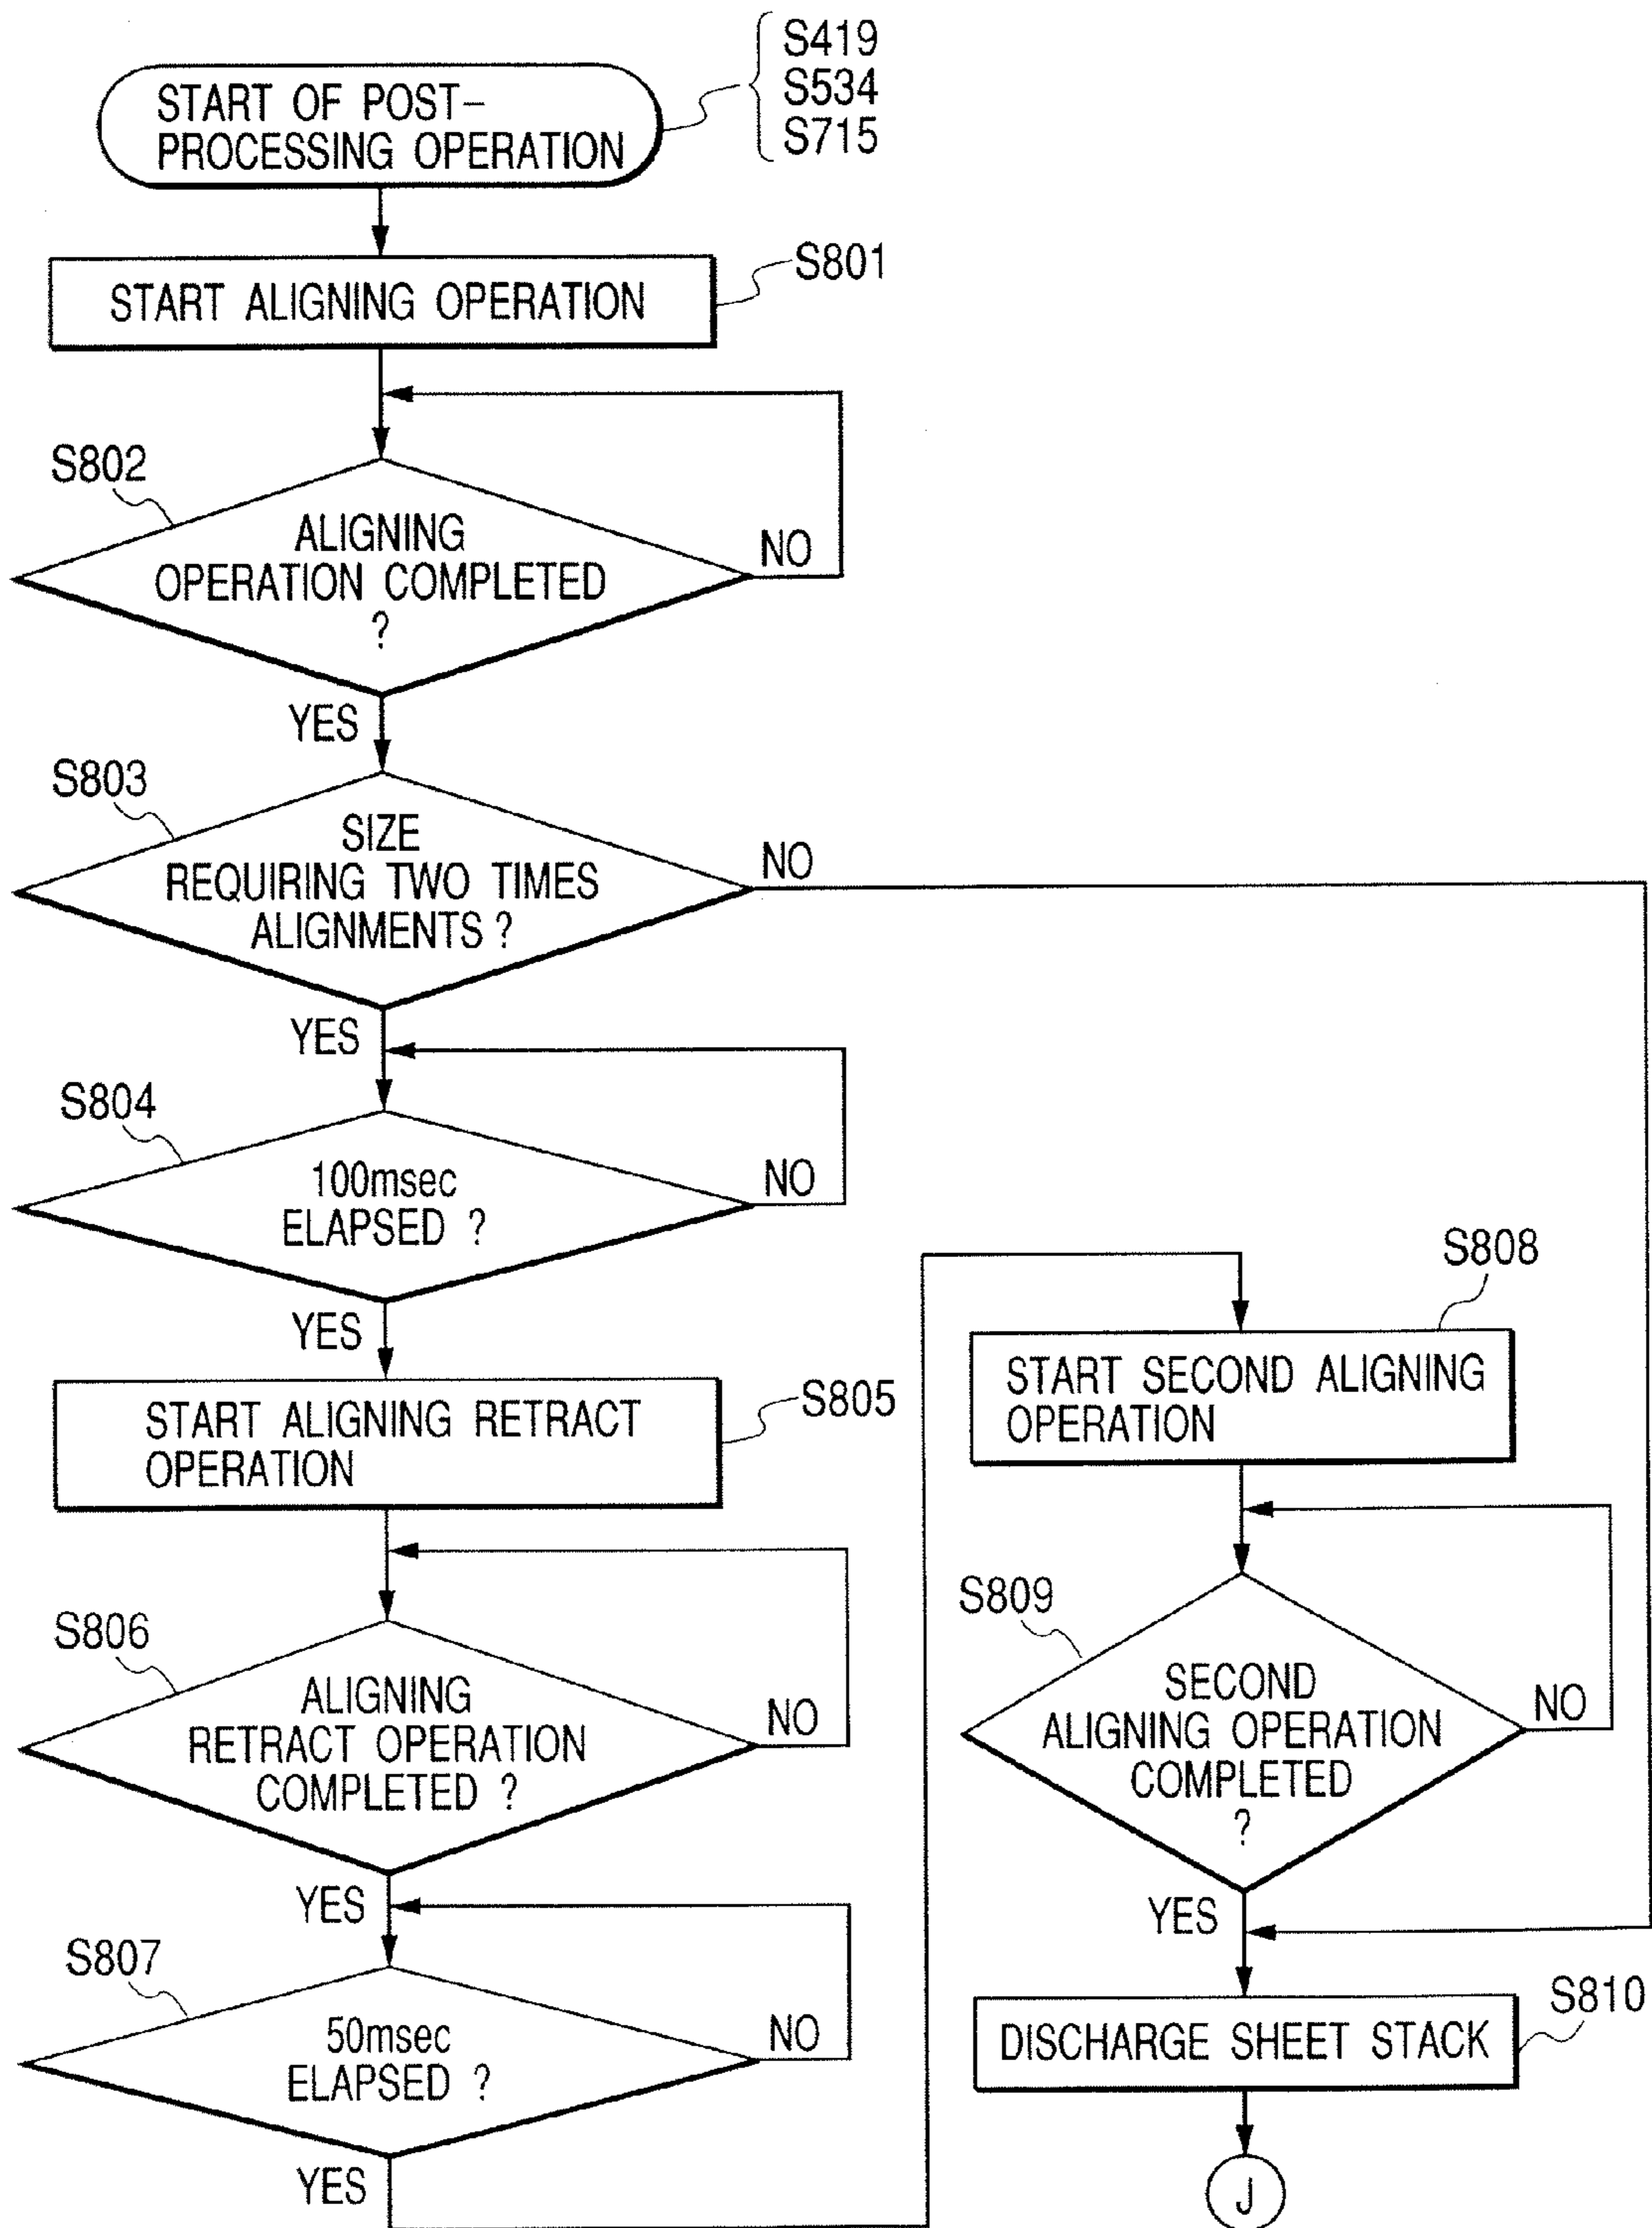 S419
S534
S715
START OF POST-
PROCESSING OPERATION
S801
START ALIGNING OPERATION
S802
ALIGNING
OPERATION COMPLETED
?
NO
YES
S803
SIZE
REQUIRING TWO TIMES
ALIGNMENTS ?
NO
YES
S804
100msec
ELAPSED ?
NO
YES
S805
START ALIGNING RETRACT
OPERATION
S806
ALIGNING
RETRACT OPERATION
COMPLETED ?
NO
YES
S807
50msec
ELAPSED ?
NO
YES
S808
START SECOND ALIGNING
OPERATION
S809
SECOND
ALIGNING OPERATION
COMPLETED
?
NO
YES
S810
DISCHARGE SHEET STACK
J